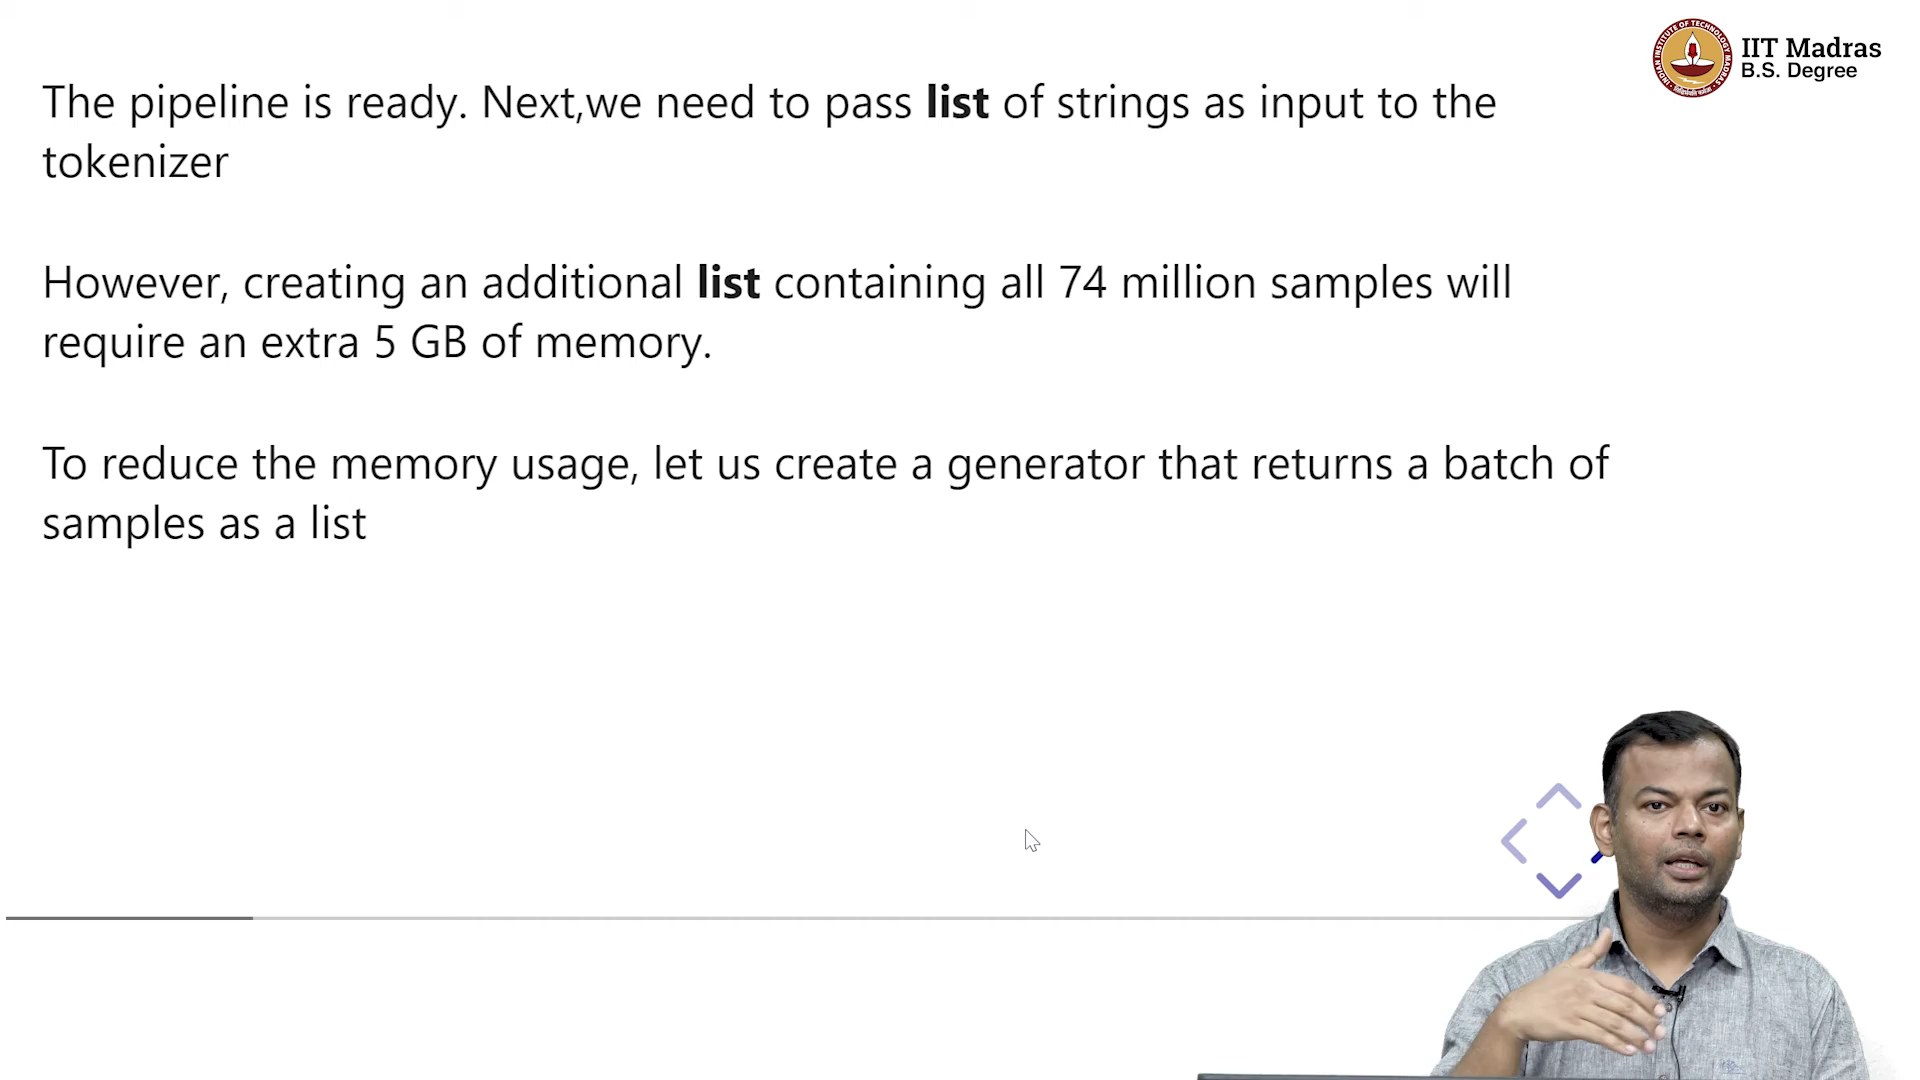 IIT Madras
B.S. Degree
The pipeline is ready. Next,we need to pass list of strings as input to the
tokenizer
However, creating an additional list containing all 74 million samples will
require an extra 5 GB of memory.
To reduce the memory usage, let us create a generator that returns a batch of
samples as a list